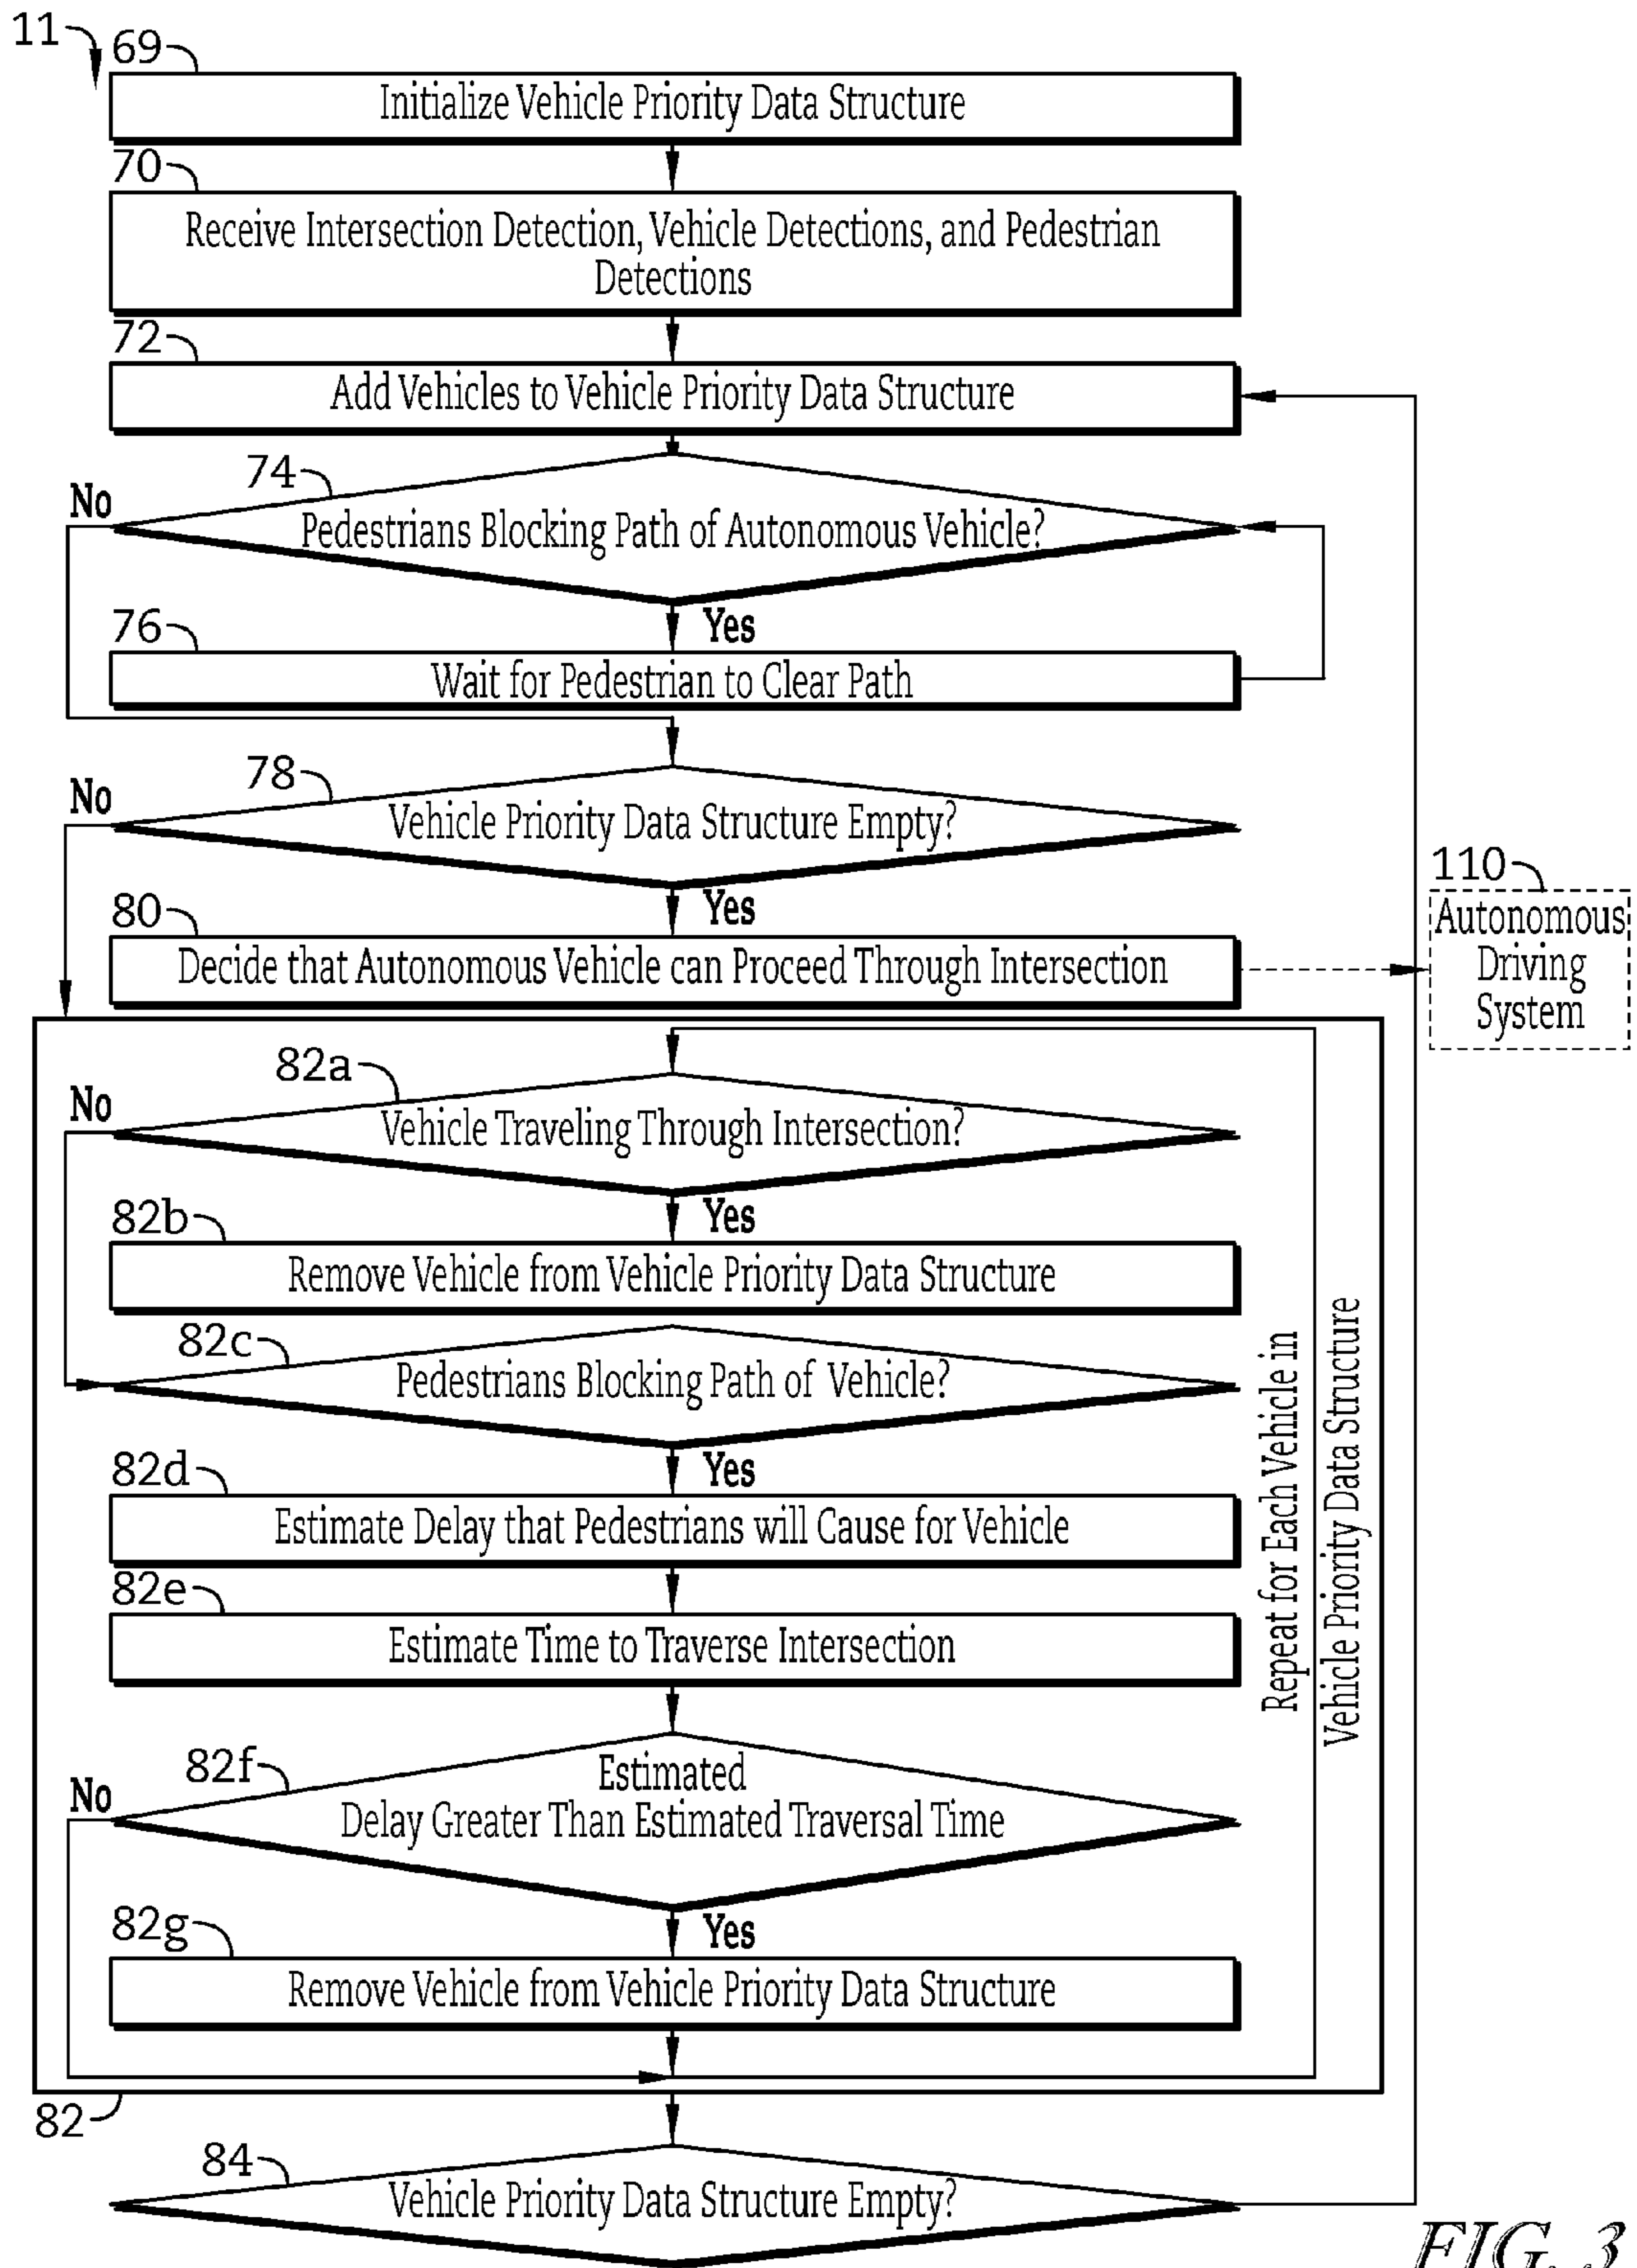 11
69
Initialize Vehicle Priority Data Structure
70
Receive Intersection Detection, Vehicle Detections, and Pedestrian
Detections
72
Add Vehicles to Vehicle Priority Data Structure
74
No
Pedestrians Blocking Path of Autonomous Vehicle?
Yes
76
Wait for Pedestrian to Clear Path
78
No
Vehicle Priority Data Structure Empty?
Yes
80
Decide that Autonomous Vehicle can Proceed Through Intersection
110
Autonomous
Driving
System
82a
No
Vehicle Traveling Through Intersection?
Yes
82b
Remove Vehicle from Vehicle Priority Data Structure
82c
Pedestrians Blocking Path of Vehicle?
Yes
82d
Estimate Delay that Pedestrians will Cause for Vehicle
82e
Estimate Time to Traverse Intersection
82f
No
Estimated
Delay Greater Than Estimated Traversal Time
Yes
82g
Remove Vehicle from Vehicle Priority Data Structure
Repeat for Each Vehicle in
Vehicle Priority Data Structure
82
84
Vehicle Priority Data Structure Empty?
FIG. 3